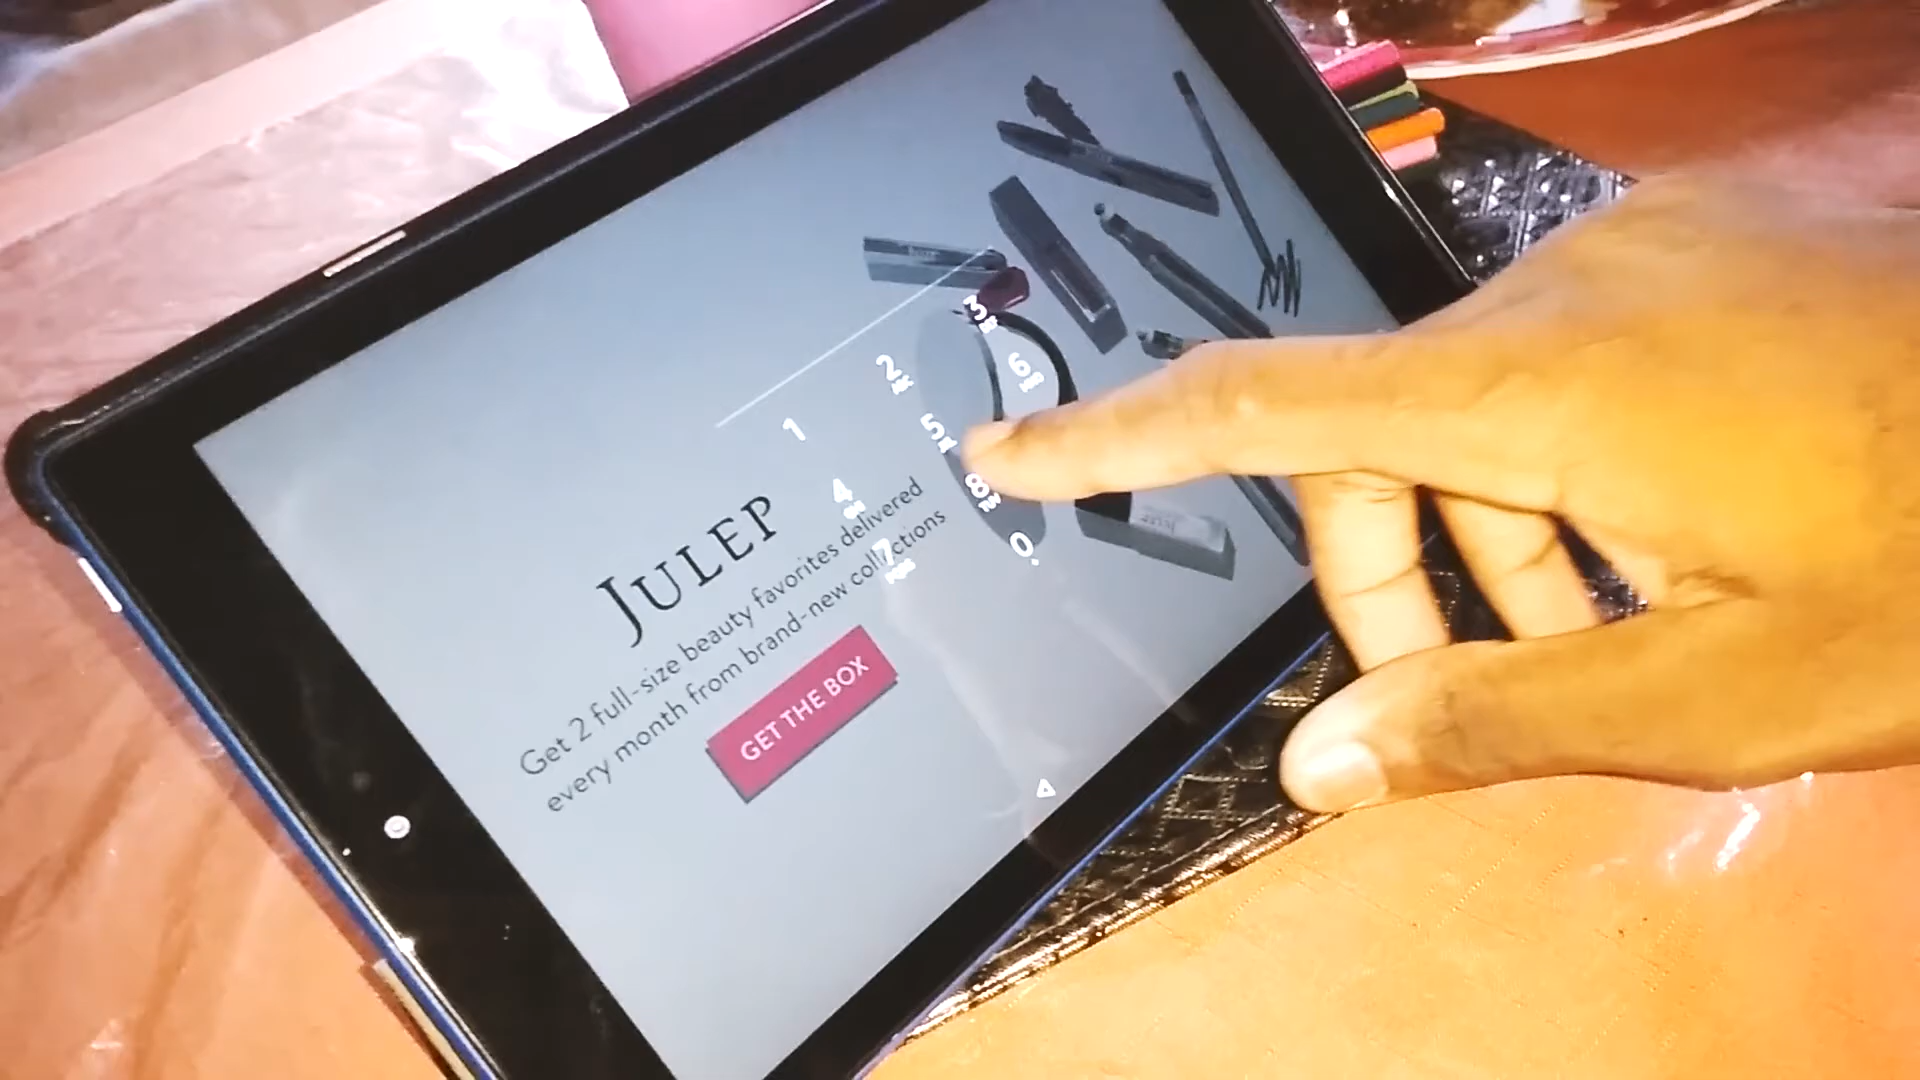 JULEP
Get 2 full-size beauty favorites delivered
every month from brand-new collections
GET THE BOX
1
2
3
4
5
6
7
8
0